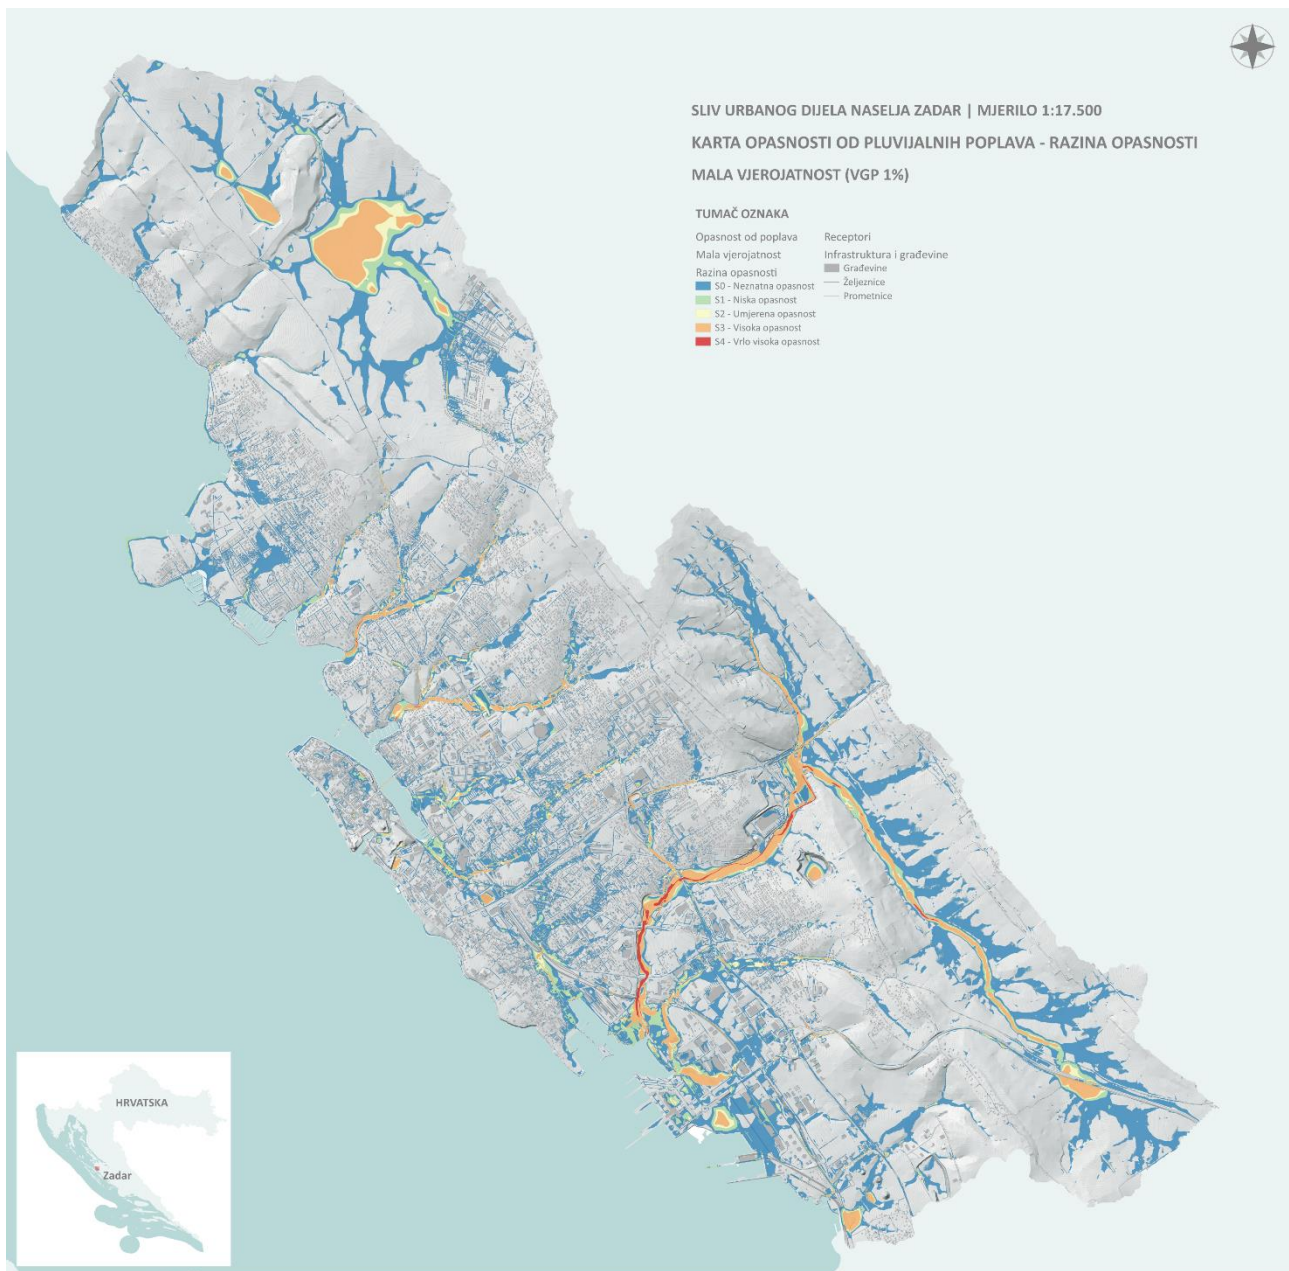 SLIV URBANOG DIJELA NASELJA ZADAR | MJERILO 1:17.500
KARTA OPASNOSTI OD PLUVIJALNIH POPLAVA - RAZINA OPASNOSTI
MALA VJEROJATNOST (VGP 1%)
TUMAČ OZNAKA
Opasnost od poplava
Mala vjerojatnost
Razina opasnosti
S0 - Neznatna opasnost
S1 - Niska opasnost
S2 - Umjerena opasnost
S3 - Visoka opasnost
S4 - Vrlo visoka opasnost
Receptori
Infrastruktura i građevine
Građevine
Željeznice
Prometnice
HRVATSKA
Zadar